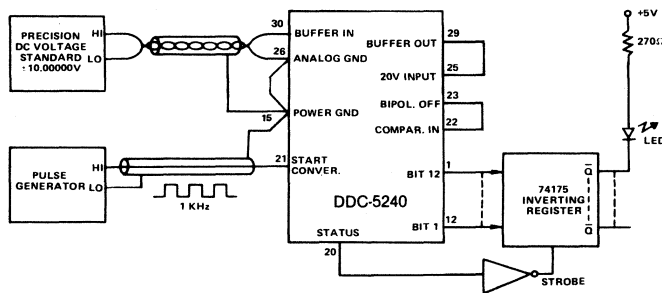 PRECISION
DC VOLTAGE
STANDARD
±10.00000V
HI
LO
PULSE
GENERATOR
HI
LO
1 KHz
30
BUFFER IN
26
ANALOG GND
15
POWER GND
21
START
CONVER.
STATUS
20
DDC-5240
BUFFER OUT
29
20V INPUT
25
BIPOL. OFF
23
COMPAR. IN
22
BIT 12
1
BIT 1
12
74175
INVERTING
REGISTER
Q̅
Q̅
STROBE
+5V
270Ω
LED